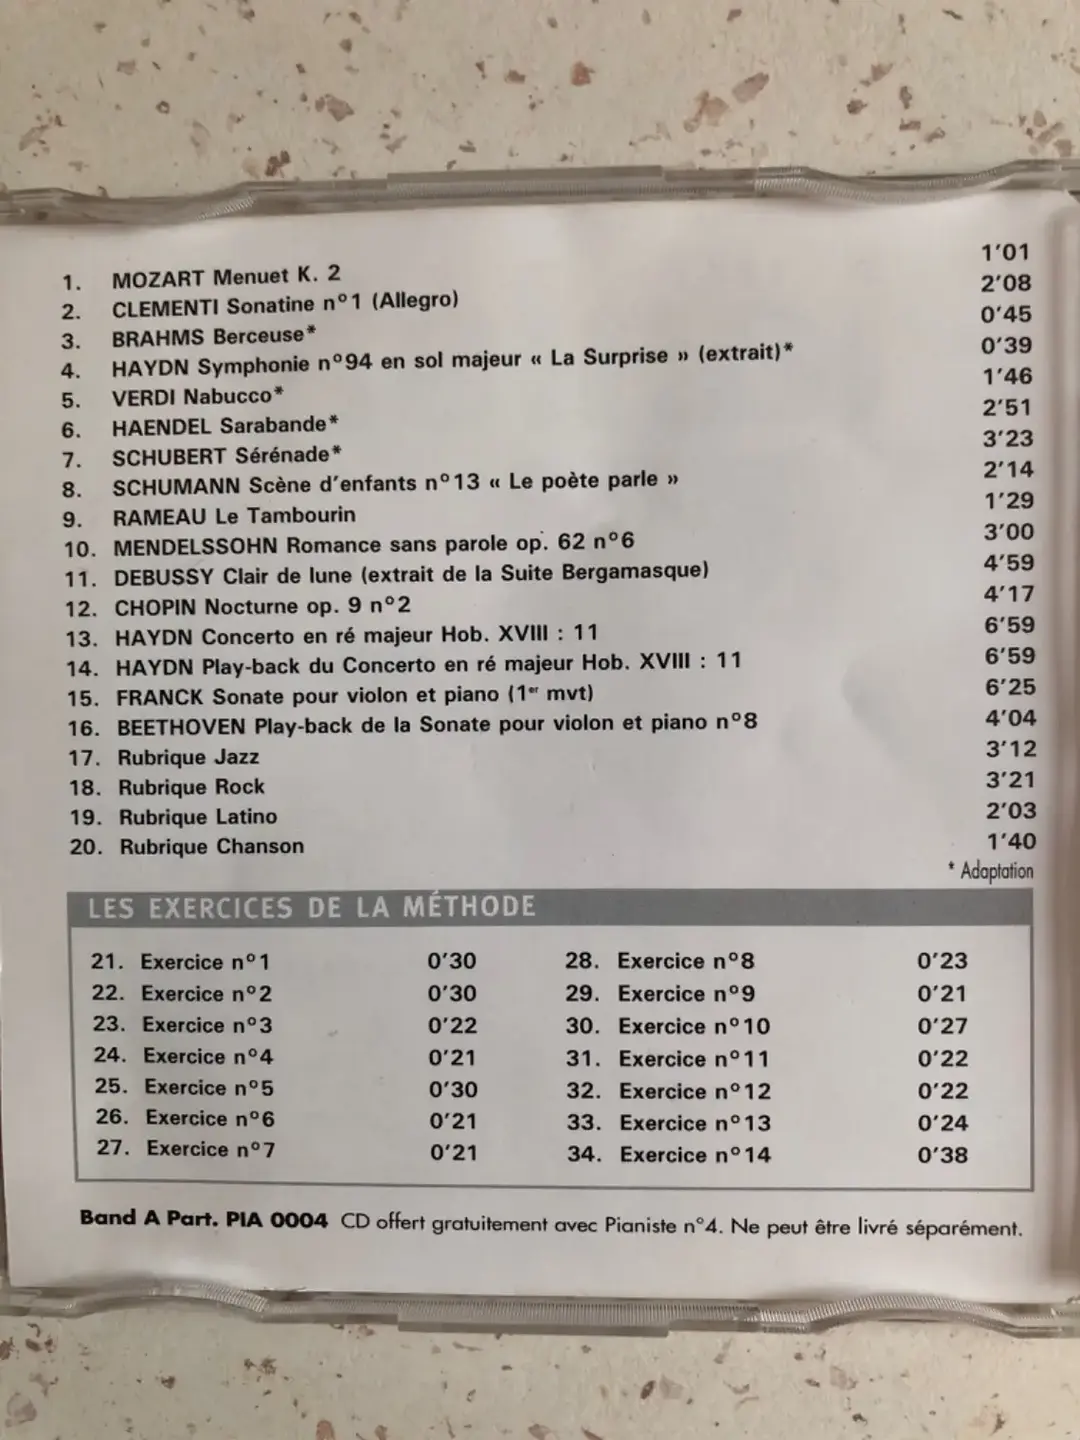 1. MOZART Menuet K. 2 1'01
2. CLEMENTI Sonatine n°1 (Allegro) 2'08
3. BRAHMS Berceuse* 0'45
4. HAYDN Symphonie n°94 en sol majeur « La Surprise » (extrait)* 0'39
5. VERDI Nabucco* 1'46
6. HAENDEL Sarabande* 2'51
7. SCHUBERT Sérénade* 3'23
8. SCHUMANN Scène d'enfants n°13 « Le poète parle » 2'14
9. RAMEAU Le Tambourin 1'29
10. MENDELSSOHN Romance sans parole op. 62 n°6 3'00
11. DEBUSSY Clair de lune (extrait de la Suite Bergamasque) 4'59
12. CHOPIN Nocturne op. 9 n°2 4'17
13. HAYDN Concerto en ré majeur Hob. XVIII : 11 6'59
14. HAYDN Play-back du Concerto en ré majeur Hob. XVIII : 11 6'59
15. FRANCK Sonate pour violon et piano (1er mvt) 6'25
16. BEETHOVEN Play-back de la Sonate pour violon et piano n°8 4'04
17. Rubrique Jazz 3'12
18. Rubrique Rock 3'21
19. Rubrique Latino 2'03
20. Rubrique Chanson 1'40
* Adaptation
LES EXERCICES DE LA MÉTHODE
21. Exercice n°1 0'30
22. Exercice n°2 0'30
23. Exercice n°3 0'22
24. Exercice n°4 0'21
25. Exercice n°5 0'30
26. Exercice n°6 0'21
27. Exercice n°7 0'21
28. Exercice n°8 0'23
29. Exercice n°9 0'21
30. Exercice n°10 0'27
31. Exercice n°11 0'22
32. Exercice n°12 0'22
33. Exercice n°13 0'24
34. Exercice n°14 0'38
Band A Part. PIA 0004 CD offert gratuitement avec Pianiste n°4. Ne peut être livré séparément.